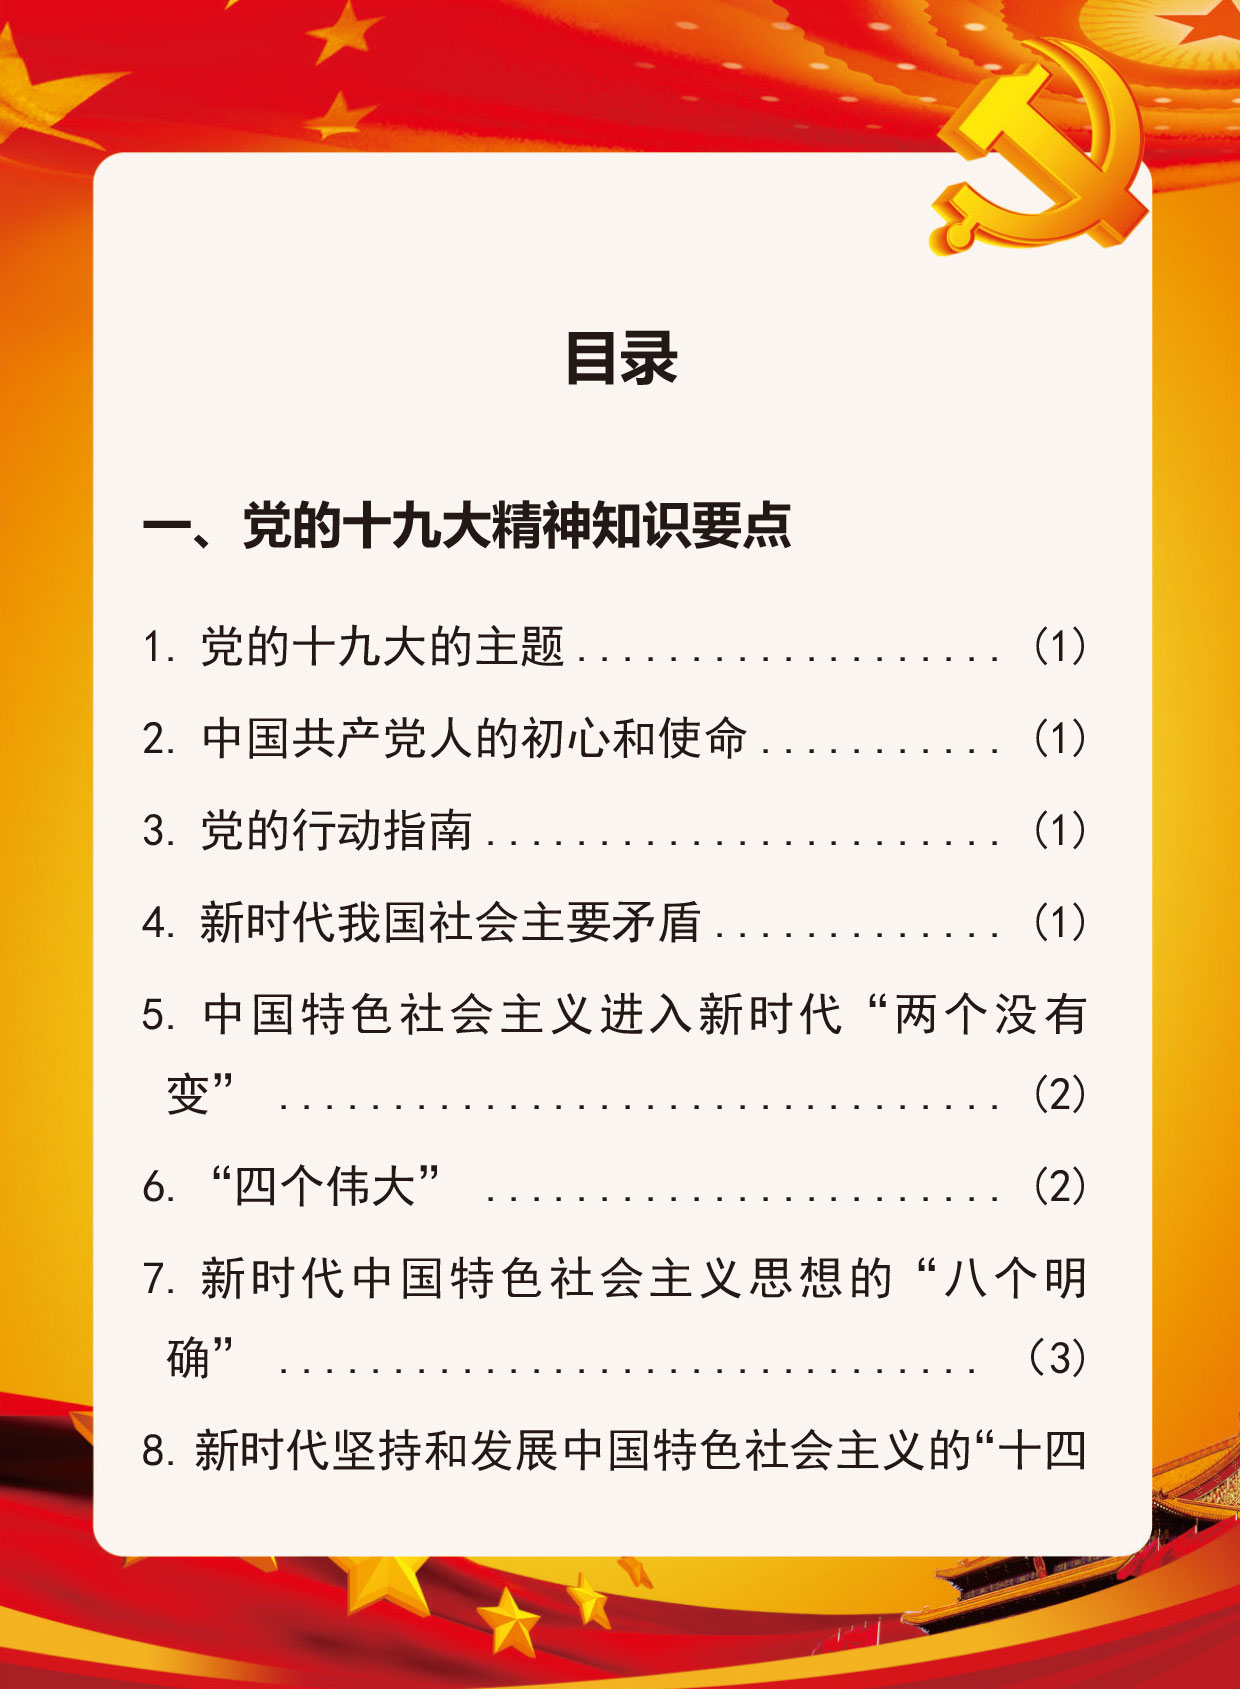 目录
一、党的十九大精神知识要点
1. 党的十九大的主题................... (1)
2. 中国共产党人的初心和使命........... (1)
3. 党的行动指南....................... (1)
4. 新时代我国社会主要矛盾............. (1)
5. 中国特色社会主义进入新时代“两个没有
变” ................................ (2)
6. “四个伟大” ....................... (2)
7. 新时代中国特色社会主义思想的“八个明
确” ............................... （3）
8. 新时代坚持和发展中国特色社会主义的“十四